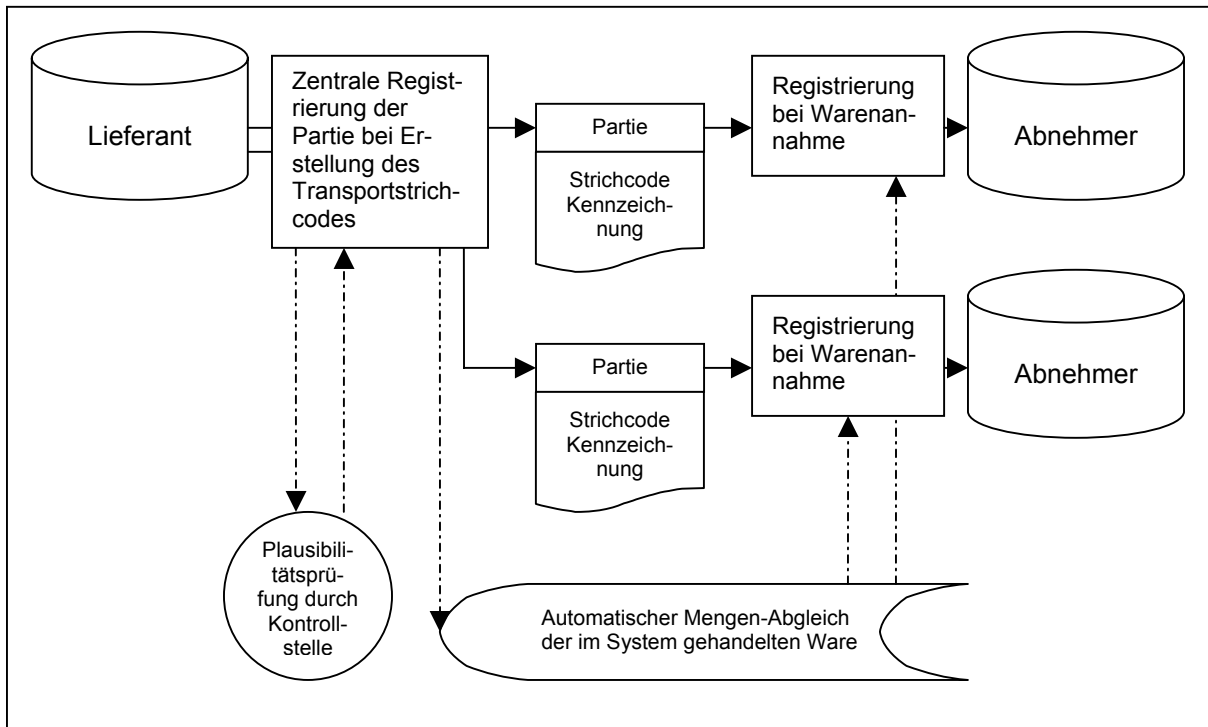 Lieferant
Zentrale Regist-
rierung der
Partie bei Er-
stellung des
Transportstrich-
codes
Partie
Strichcode
Kennzeich-
nung
Registrierung
bei Warenan-
nahme
Abnehmer
Partie
Strichcode
Kennzeich-
nung
Registrierung
bei Warenan-
nahme
Abnehmer
Plausibili-
tätsprü-
fung durch
Kontroll-
stelle
Automatischer Mengen-Abgleich
der im System gehandelten Ware